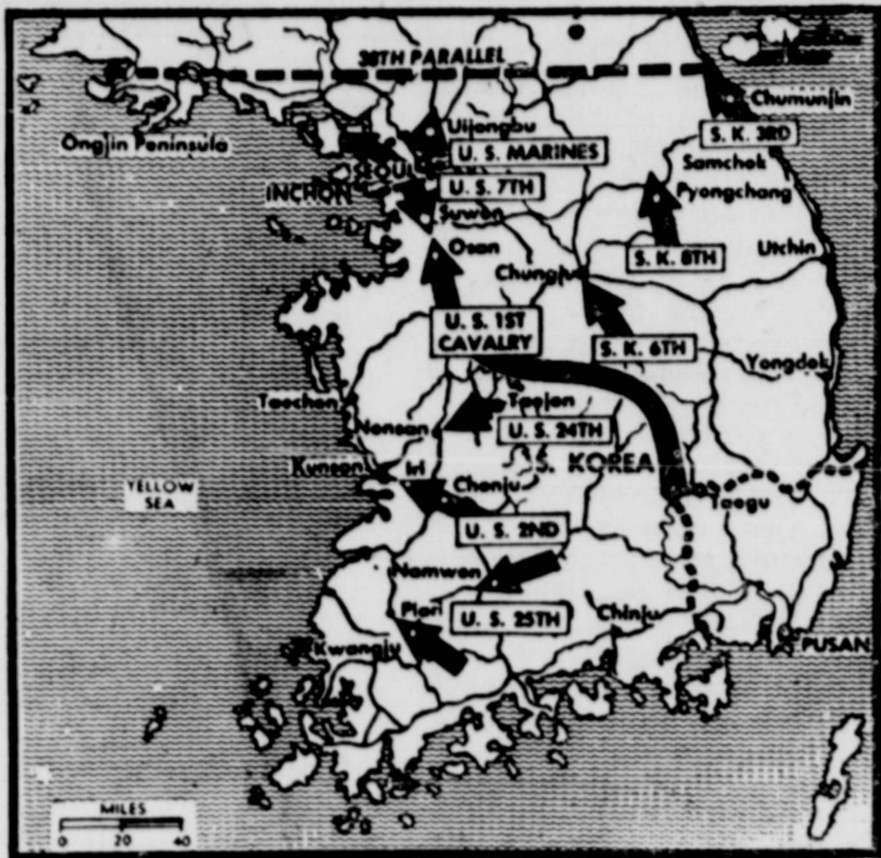 38TH PARALLEL
Chumunjin
S. K. 3RD
Ongjin Peninsula
Uijongbu
U. S. MARINES
SEOUL
U. S. 7TH
INCHON
Samchok
Pyongchang
Suwon
Osan
S. K. 8TH
Utchin
Chungju
U. S. 1ST
CAVALRY
S. K. 6TH
Yongdok
Taochon
Taejon
Nonsan
U. S. 24TH
Kunsan
Iri
S. KOREA
Chonju
YELLOW
SEA
Taegu
U. S. 2ND
Namwon
Plori
U. S. 25TH
Chinju
Kwangju
PUSAN
MILES
0 20 40